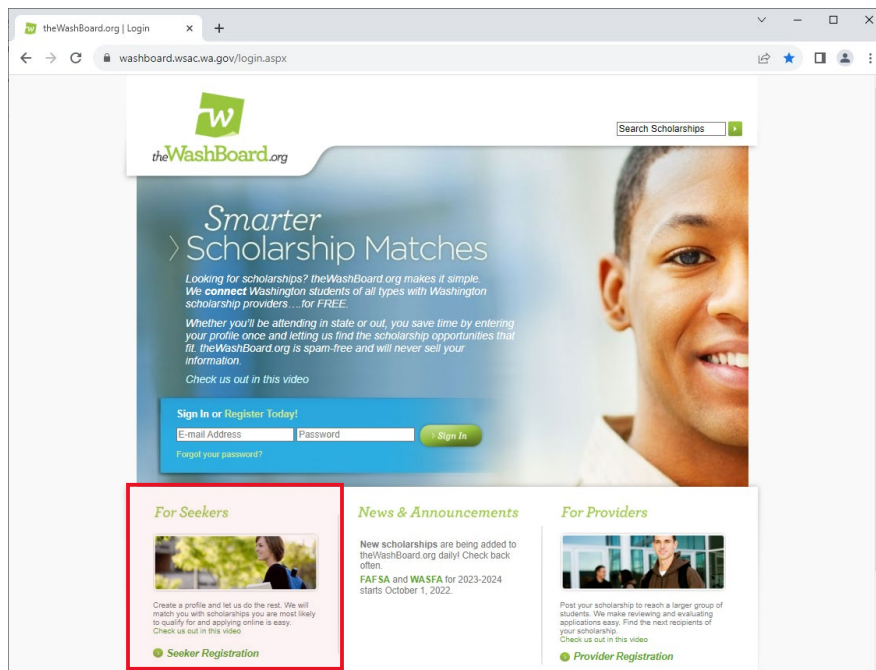 theWashBoard.org | Login
washboard.wsac.wa.gov/login.aspx
w
theWashBoard.org
Search Scholarships
Smarter
Scholarship Matches
Looking for scholarships? theWashBoard.org makes it simple.
We connect Washington students of all types with Washington
scholarship providers....for FREE.
Whether you'll be attending in state or out, you save time by entering
your profile once and letting us find the scholarship opportunities that
fit. theWashBoard.org is spam-free and will never sell your
information.
Check us out in this video
Sign In or Register Today!
E-mail Address Password Sign In
Forgot your password?
For Seekers
Create a profile and let us do the rest. We will
match you with scholarships you are most likely
to qualify for and applying online is easy.
Check us out in this video
Seeker Registration
News & Announcements
New scholarships are being added to
theWashBoard.org daily! Check back
often.
FAFSA and WASFA for 2023-2024
starts October 1, 2022.
For Providers
Post your scholarship to reach a larger group of
students. We make reviewing and evaluating
applications easy. Find the next recipients of
your scholarship.
Check us out in this video
Provider Registration